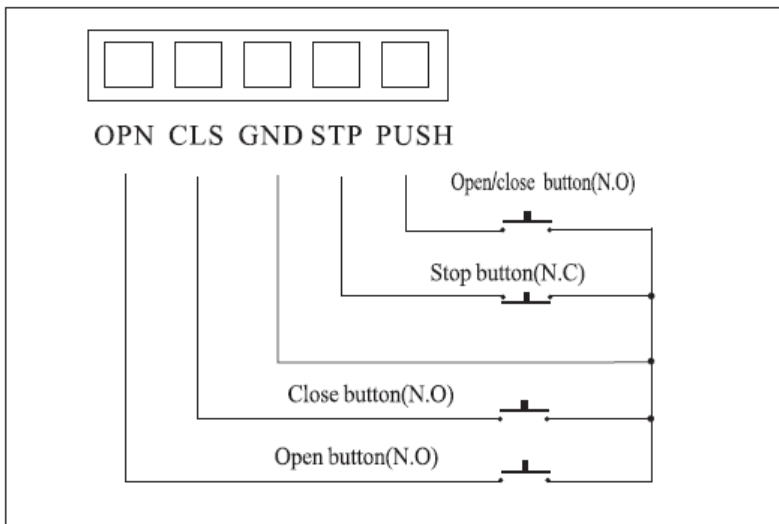 OPN CLS GND STP PUSH
Open/close button(N.O)
Stop button(N.C)
Close button(N.O)
Open button(N.O)